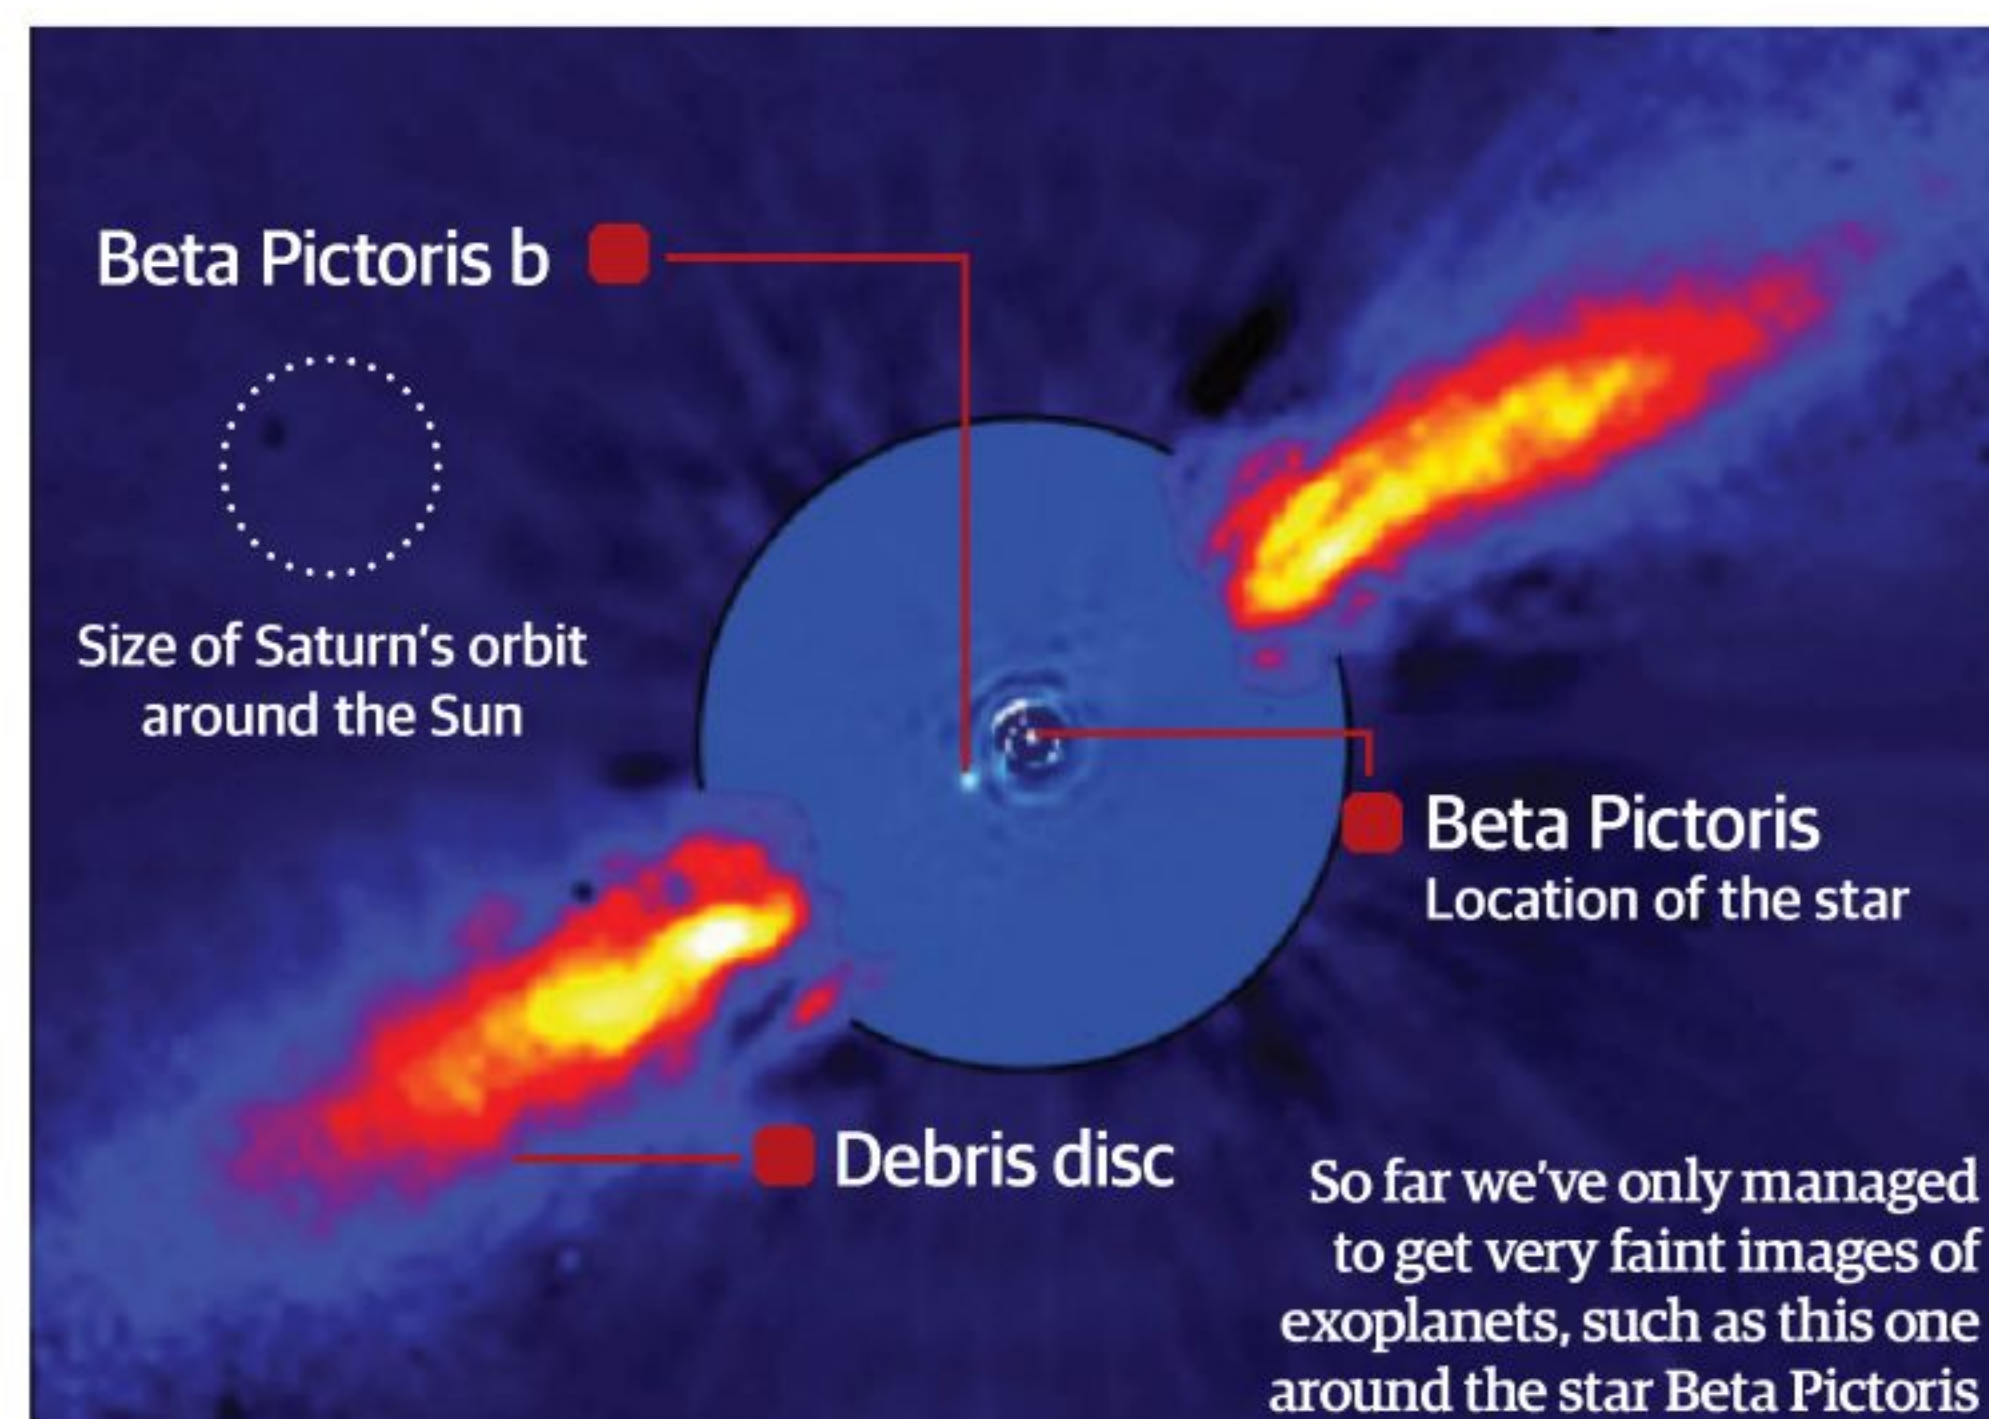 Beta Pictoris b
Size of Saturn's orbit
around the Sun
Beta Pictoris
Location of the star
Debris disc
So far we've only managed
to get very faint images of
exoplanets, such as this one
around the star Beta Pictoris